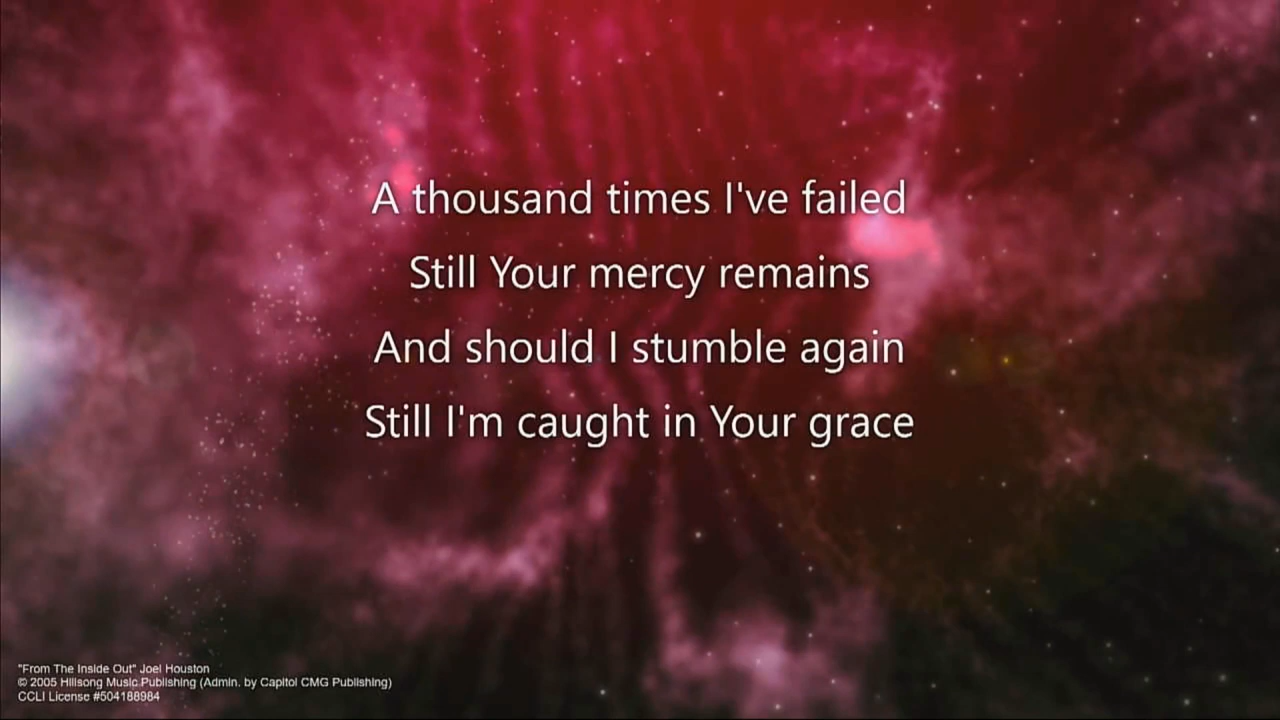 A thousand times I've failed
Still Your mercy remains
And should I stumble again
Still I'm caught in Your grace
"From The Inside Out" Joel Houston
© 2005 Hillsong Music Publishing (Admin. by Capitol CMG Publishing)
CCLI License #504188984